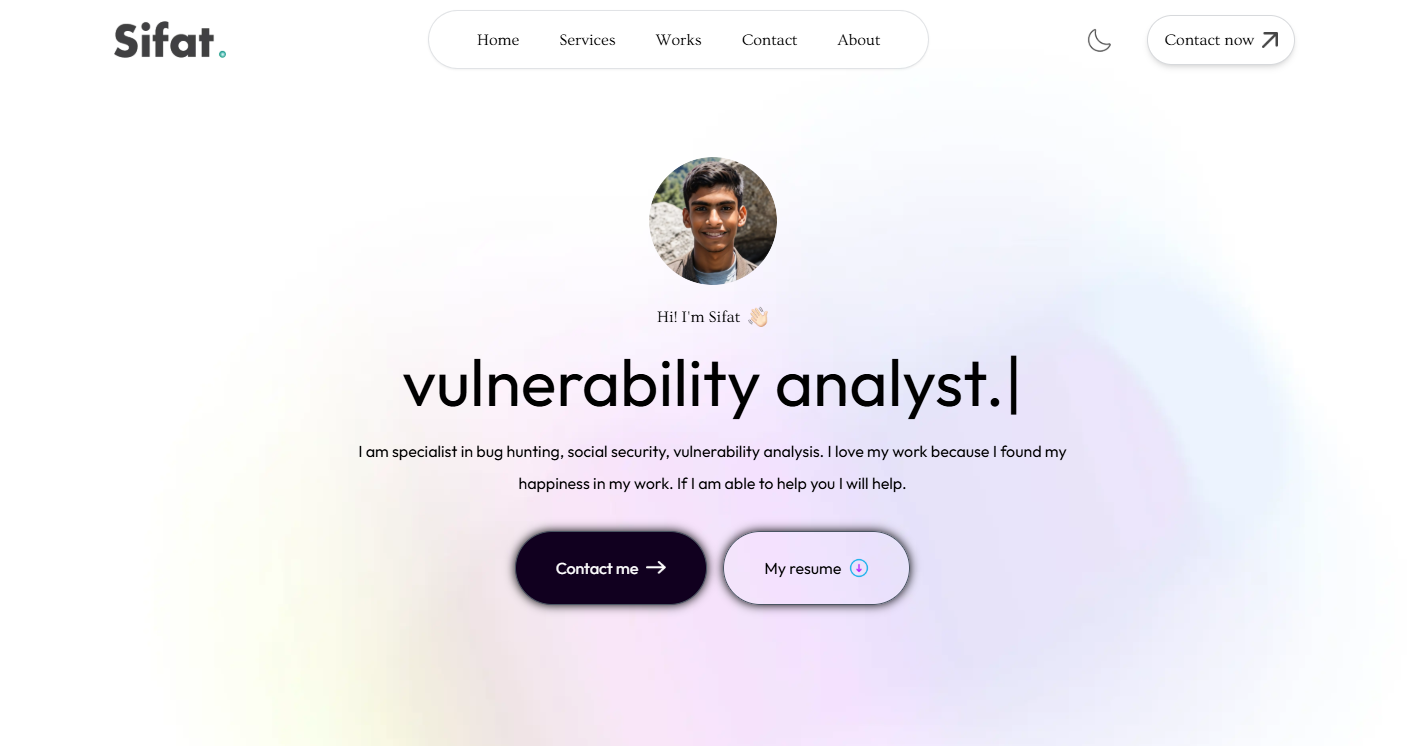 Sifat.
Home Services Works Contact About
Contact now
Hi! I'm Sifat 👋🏻
vulnerability analyst.|
I am specialist in bug hunting, social security, vulnerability analysis. I love my work because I found my
happiness in my work. If I am able to help you I will help.
Contact me
My resume